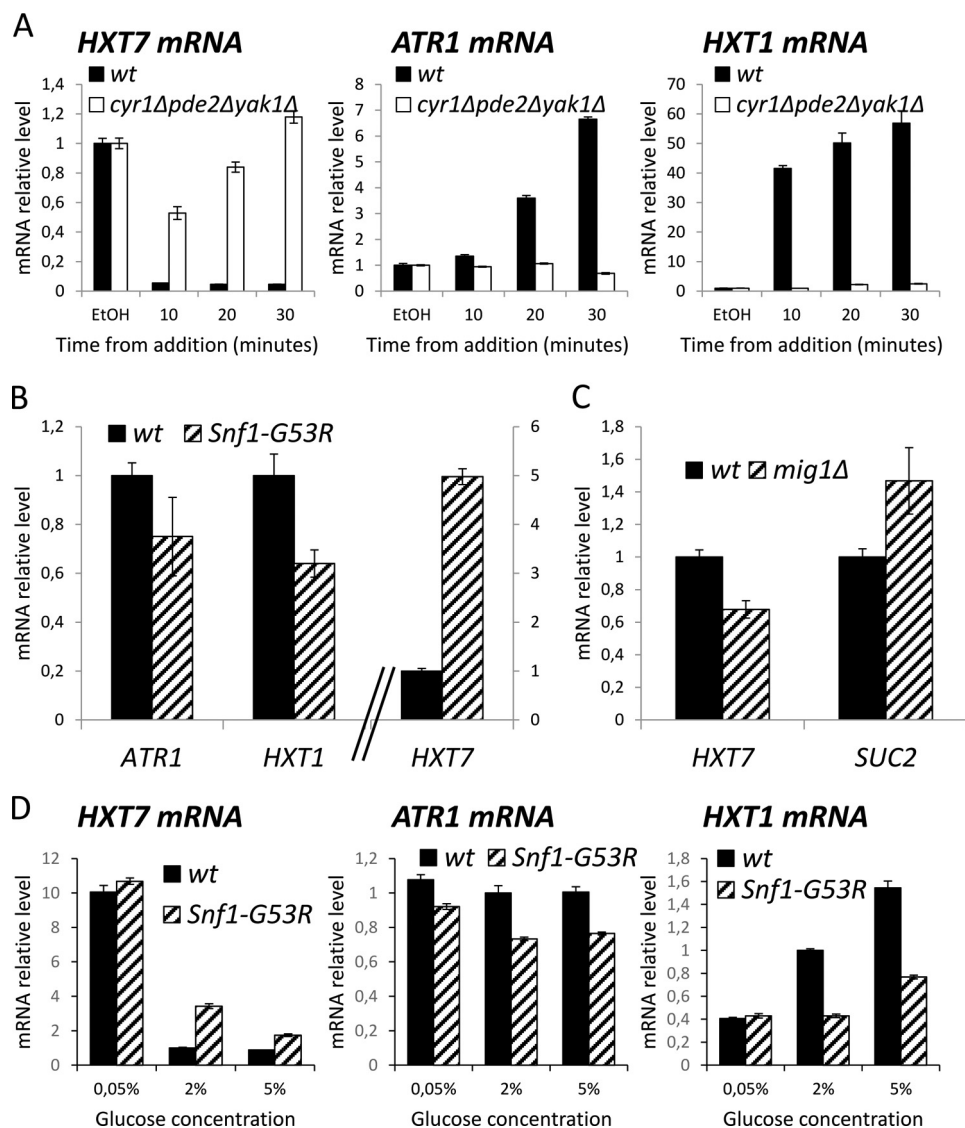 A
HXT7 mRNA
wt
cyr1Δpde2Δyak1Δ
mRNA relative level
1,4
1,2
1
0,8
0,6
0,4
0,2
0
EtOH 10 20 30
Time from addition (minutes)
ATR1 mRNA
wt
cyr1Δpde2Δyak1Δ
mRNA relative level
8
7
6
5
4
3
2
1
0
EtOH 10 20 30
Time from addition (minutes)
HXT1 mRNA
wt
cyr1Δpde2Δyak1Δ
mRNA relative level
70
60
50
40
30
20
10
0
EtOH 10 20 30
Time from addition (minutes)
B
wt Snf1-G53R
mRNA relative level
1,2
1
0,8
0,6
0,4
0,2
0
6
5
4
3
2
1
0
ATR1 HXT1 HXT7
C
wt mig1Δ
mRNA relative level
1,8
1,6
1,4
1,2
1
0,8
0,6
0,4
0,2
0
HXT7 SUC2
D
HXT7 mRNA
wt
Snf1-G53R
mRNA relative level
12
10
8
6
4
2
0
0,05% 2% 5%
Glucose concentration
ATR1 mRNA
wt Snf1-G53R
mRNA relative level
1,2
1
0,8
0,6
0,4
0,2
0
0,05% 2% 5%
Glucose concentration
HXT1 mRNA
wt
Snf1-G53R
mRNA relative level
1,8
1,6
1,4
1,2
1
0,8
0,6
0,4
0,2
0
0,05% 2% 5%
Glucose concentration